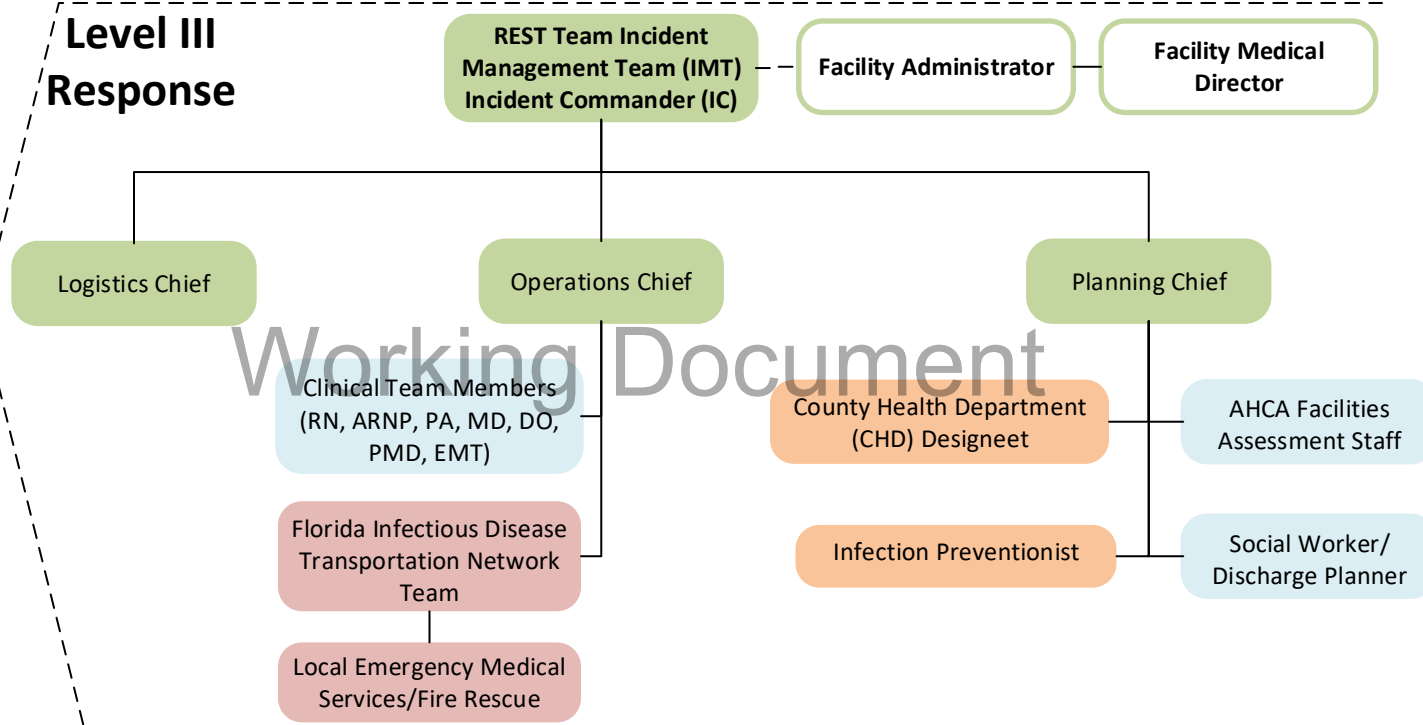 Level III
Response
REST Team Incident
Management Team (IMT)
Incident Commander (IC)
Facility Administrator
Facility Medical
Director
Logistics Chief
Operations Chief
Planning Chief
Working Document
Clinical Team Members
(RN, ARNP, PA, MD, DO,
PMD, EMT)
County Health Department
(CHD) Designeet
AHCA Facilities
Assessment Staff
Florida Infectious Disease
Transportation Network
Team
Infection Preventionist
Social Worker/
Discharge Planner
Local Emergency Medical
Services/Fire Rescue